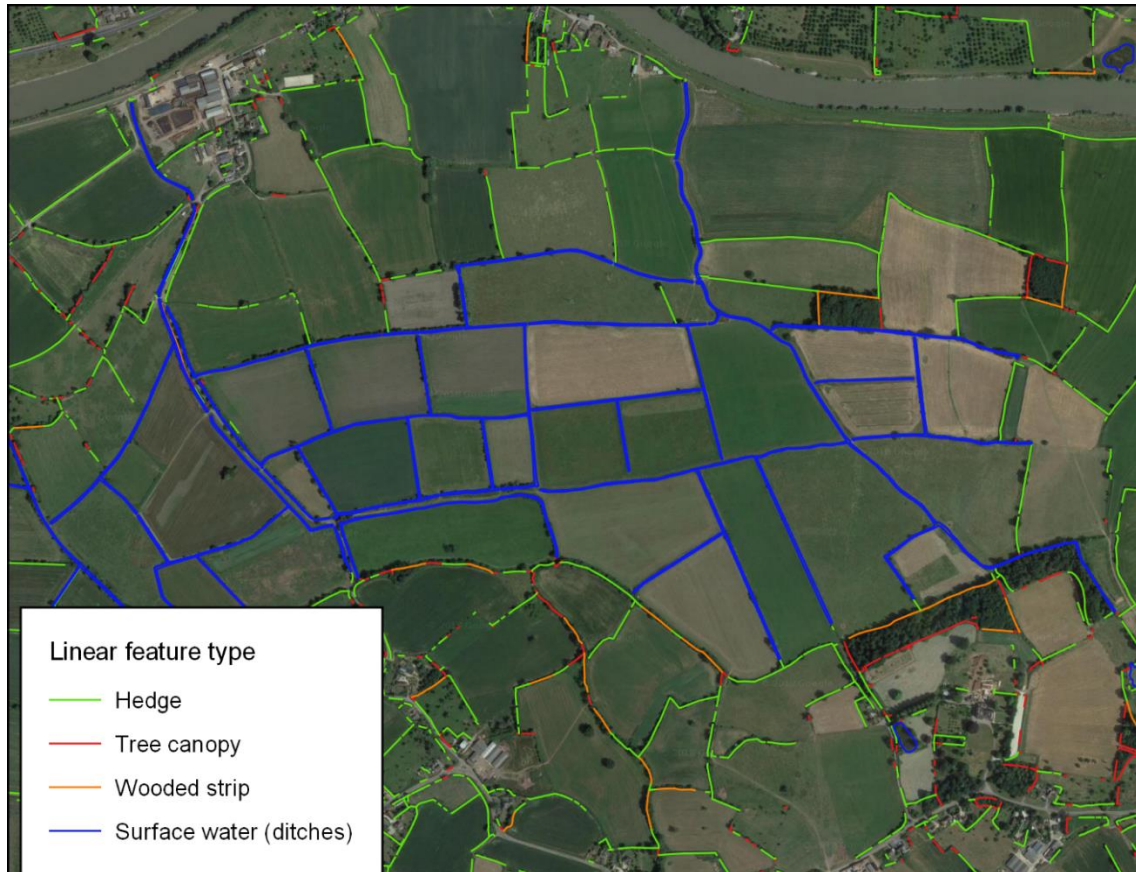 Linear feature type
Hedge
Tree canopy
Wooded strip
Surface water (ditches)